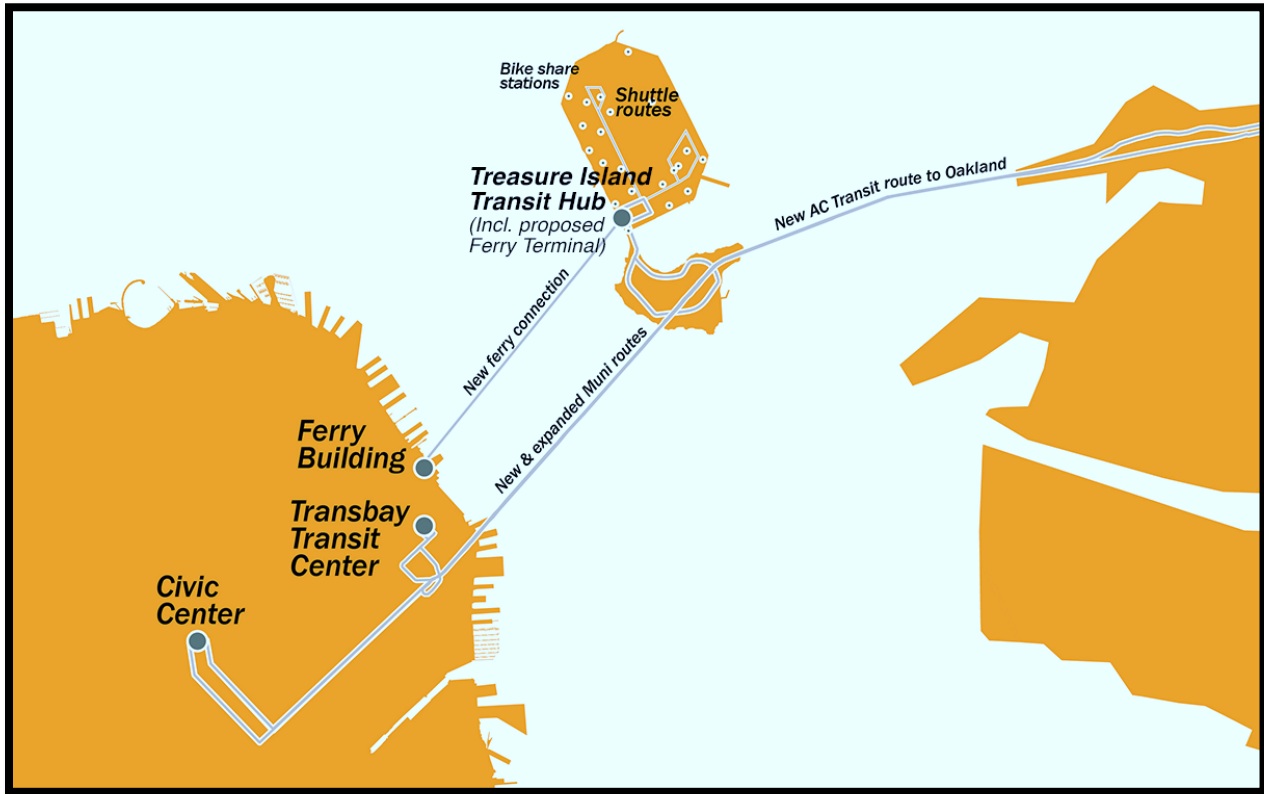 Bike share
stations
Shuttle
routes
Treasure Island
Transit Hub
(Incl. proposed
Ferry Terminal)
New AC Transit route to Oakland
New ferry connection
New & expanded Muni routes
Ferry
Building
Transbay
Transit
Center
Civic
Center